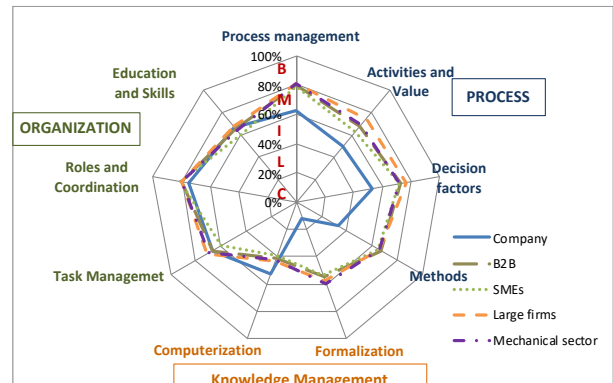 Process management
100%
B
80%
M
60%
I
40%
L
20%
C
0%
Education
and Skills
Activities and
Value
PROCESS
ORGANIZATION
Roles and
Coordination
Decision
factors
Task Managemet
Methods
Computerization
Formalization
Knowledge Management
Company
B2B
SMEs
Large firms
Mechanical sector